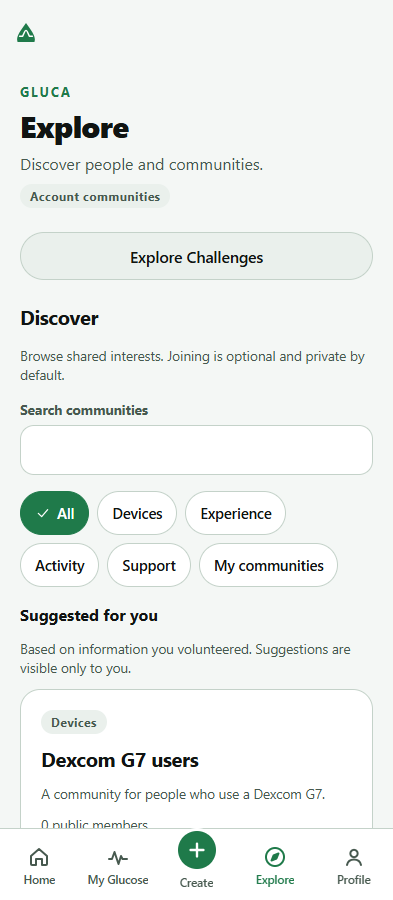 GLUCA
Explore
Discover people and communities.
Account communities
Explore Challenges
Discover
Browse shared interests. Joining is optional and private by
default.
Search communities
All
Devices
Experience
Activity
Support
My communities
Suggested for you
Based on information you volunteered. Suggestions are
visible only to you.
Devices
Dexcom G7 users
A community for people who use a Dexcom G7.
0 public members
Home
My Glucose
Create
Explore
Profile